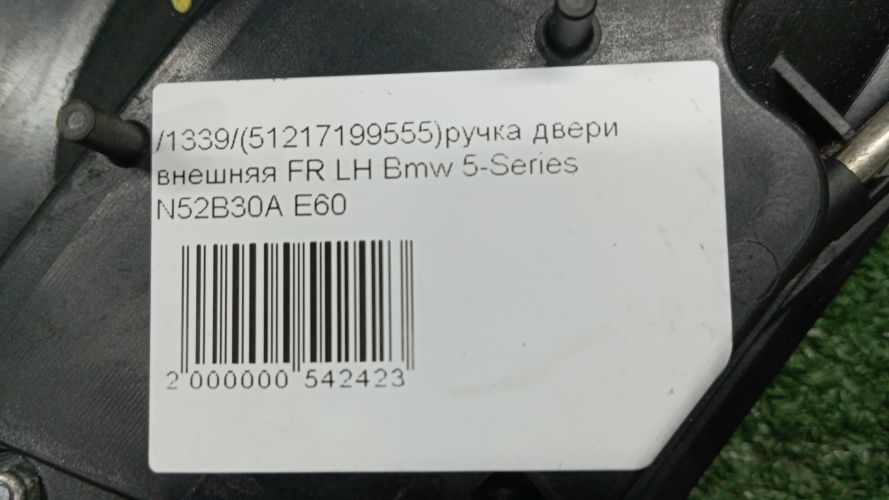 /1339/(51217199555)ручка двери
внешняя FR LH Bmw 5-Series
N52B30A E60
2 000000 542423